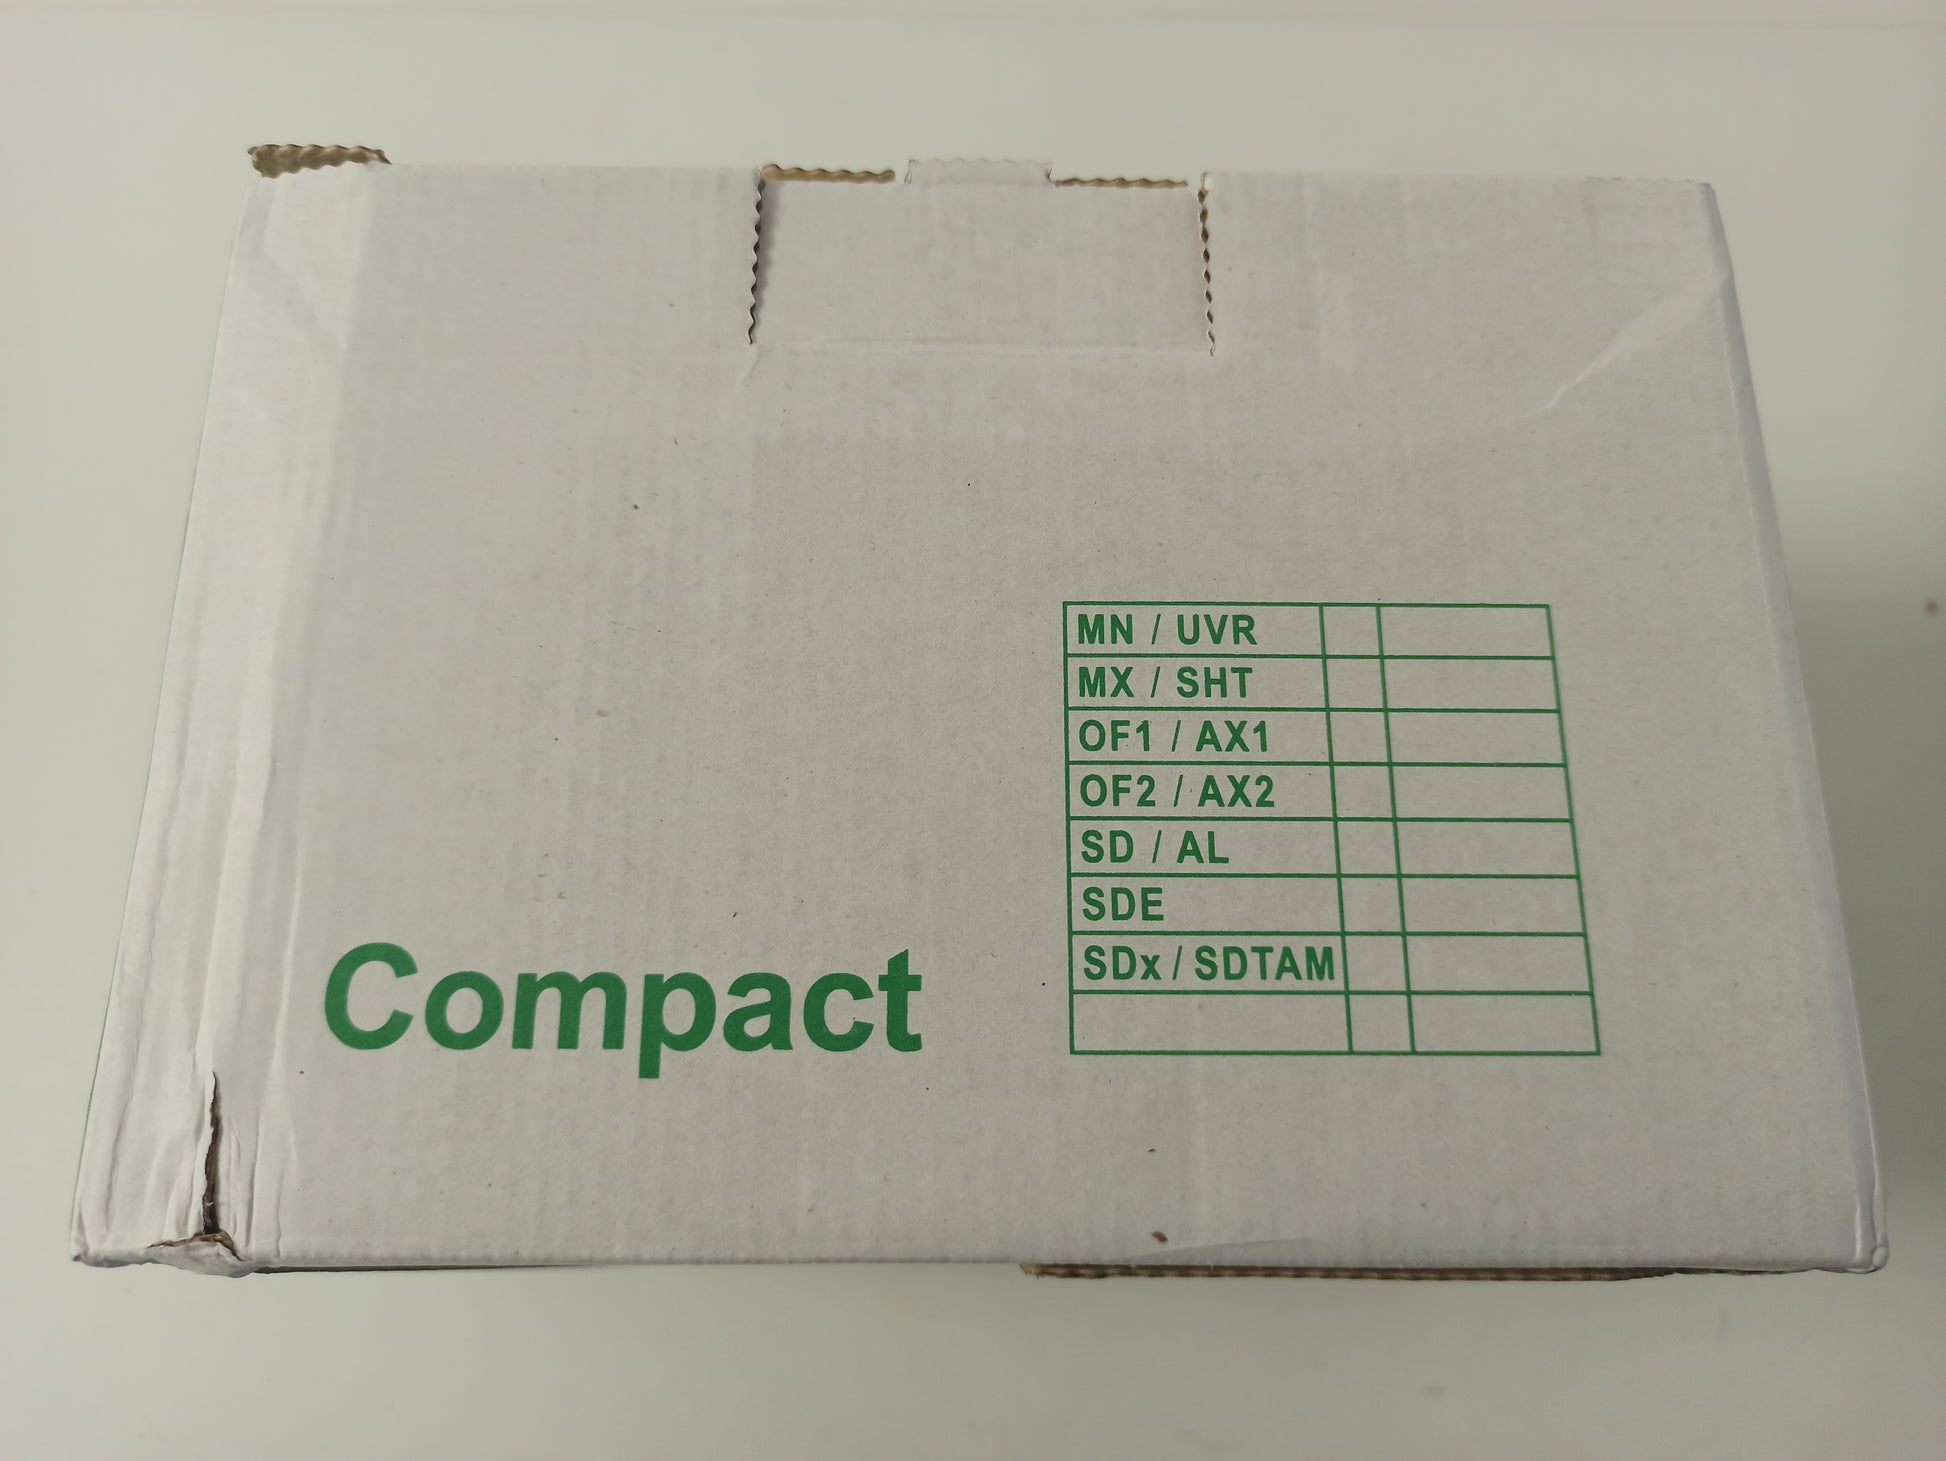 MN / UVR
MX / SHT
OF1 / AX1
OF2 / AX2
SD / AL
SDE
SDx / SDTAM
Compact